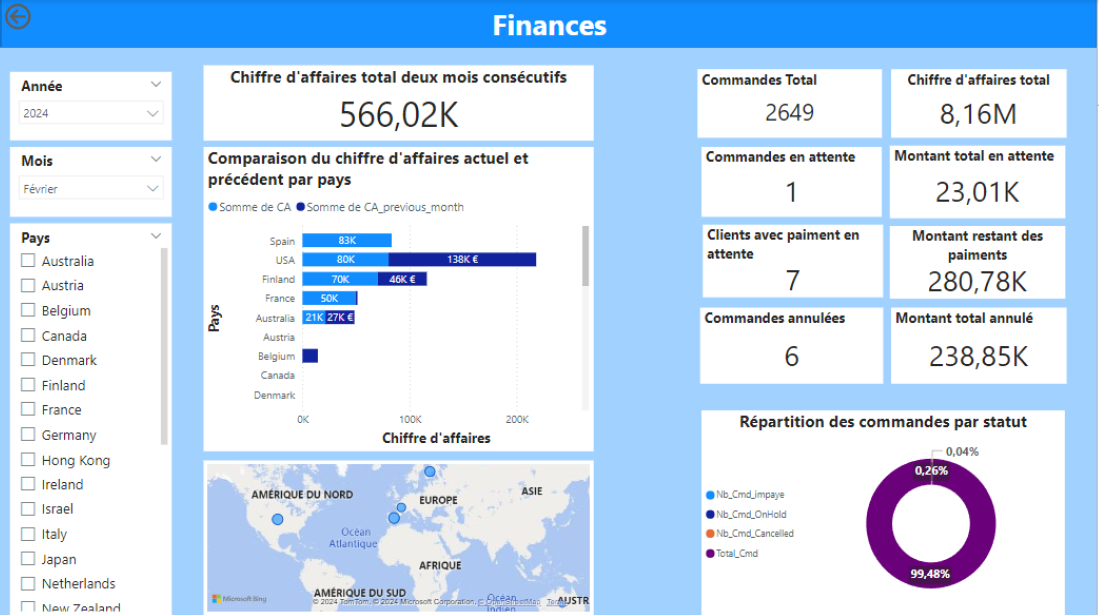 Finances
Année
2024
Mois
Février
Pays
Australia
Austria
Belgium
Canada
Denmark
Finland
France
Germany
Hong Kong
Ireland
Israel
Italy
Japan
Netherlands
New Zealand
Chiffre d'affaires total deux mois consécutifs
566,02K
Comparaison du chiffre d'affaires actuel et
précédent par pays
Somme de CA Somme de CA_previous_month
Pays
Spain 83K
USA 80K 138K €
Finland 70K 46K €
France 50K
Australia 21K 27K €
Austria
Belgium
Canada
Denmark
0K 100K 200K
Chiffre d'affaires
AMÉRIQUE DU NORD
EUROPE
ASIE
Océan
Atlantique
AFRIQUE
AMÉRIQUE DU SUD
Océan
Indien
AUSTR
Microsoft Bing
© 2024 TomTom, © 2024 Microsoft Corporation, © OpenStreetMap Terms
Commandes Total
2649
Chiffre d'affaires total
8,16M
Commandes en attente
1
Montant total en attente
23,01K
Clients avec paiment en
attente
7
Montant restant des
paiments
280,78K
Commandes annulées
6
Montant total annulé
238,85K
Répartition des commandes par statut
Nb_Cmd_impaye
Nb_Cmd_OnHold
Nb_Cmd_Cancelled
Total_Cmd
0,04%
0,26%
99,48%